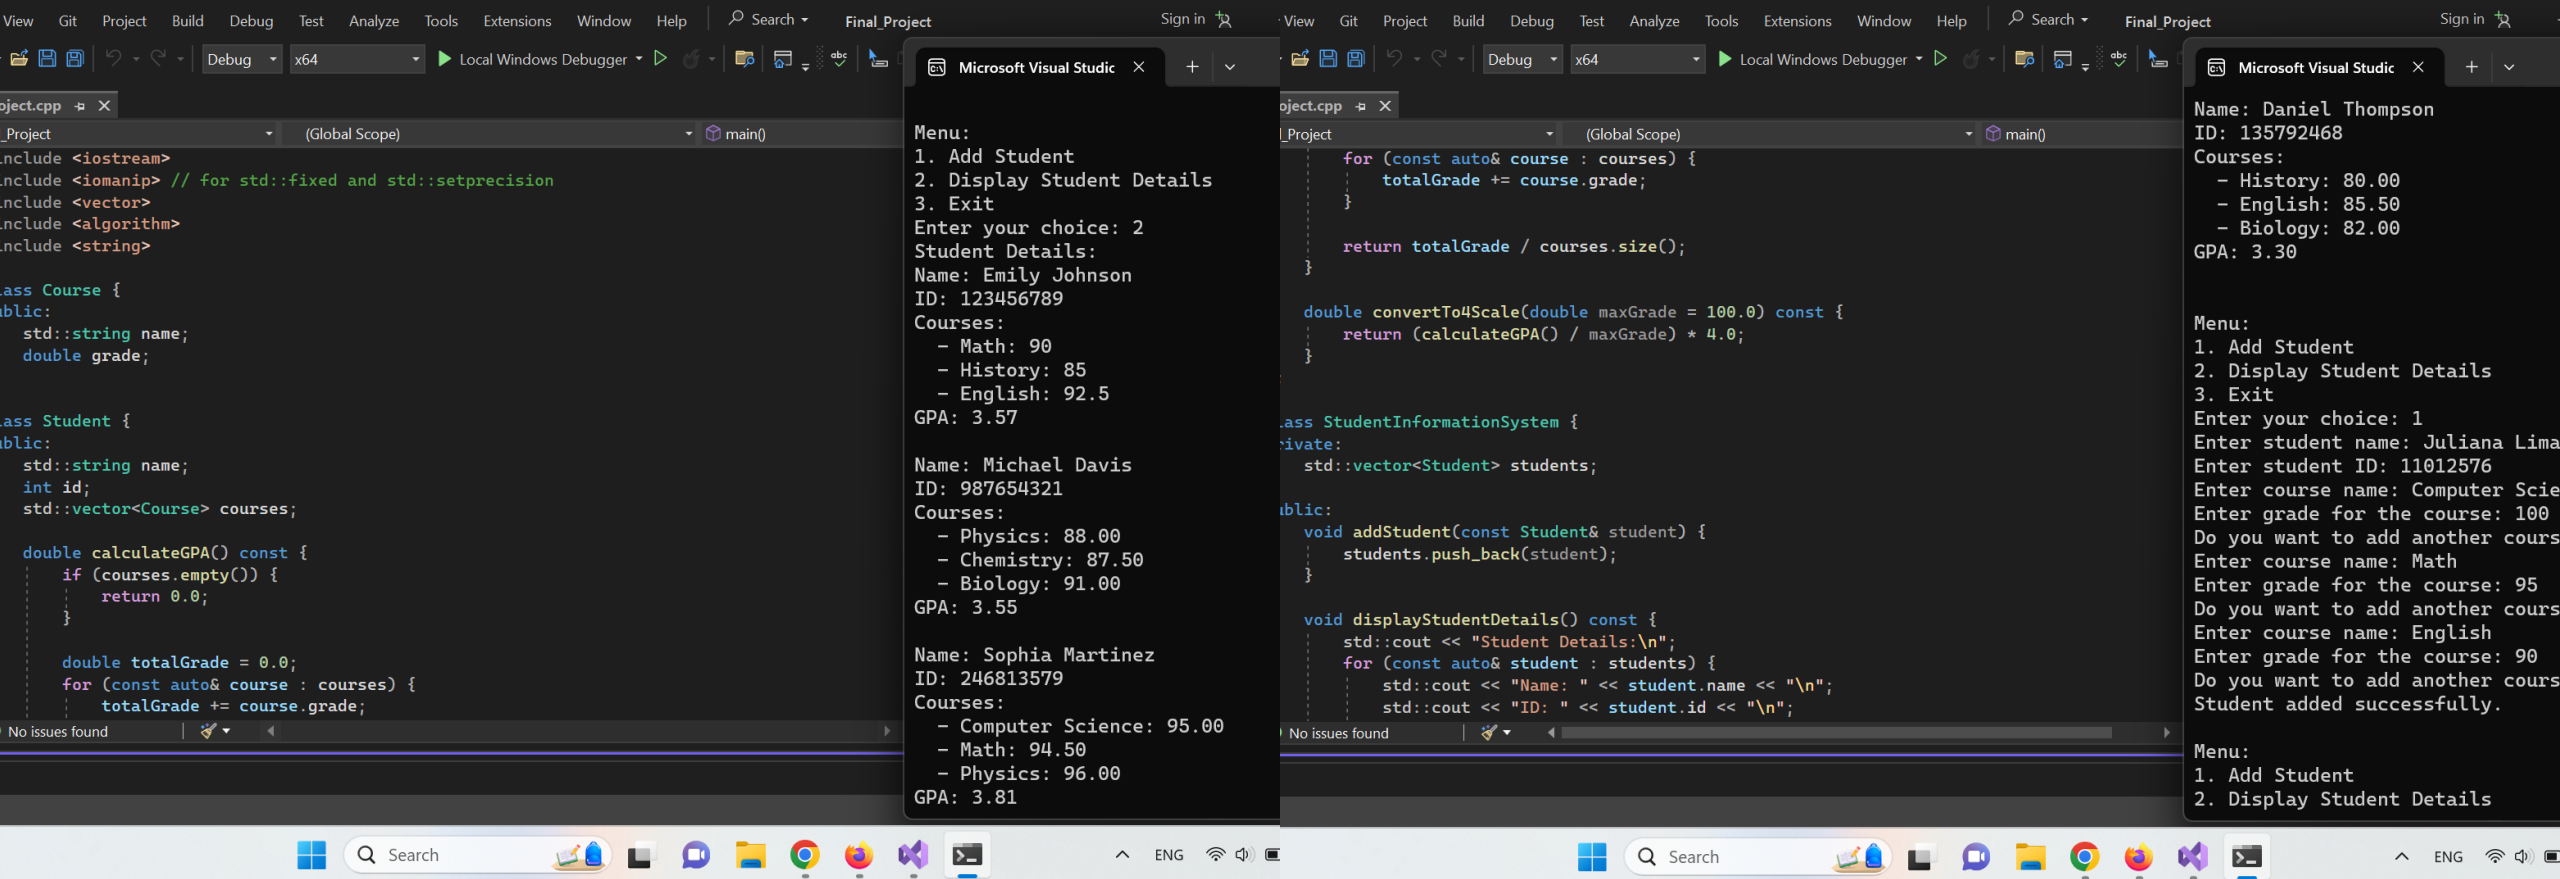 View Git Project Build Debug Test Analyze Tools Extensions Window Help Search Final_Project Sign in
Debug x64 Local Windows Debugger
oject.cpp
_Project (Global Scope) main()
nclude <iostream>
nclude <iomanip> // for std::fixed and std::setprecision
nclude <vector>
nclude <algorithm>
nclude <string>
ass Course {
blic:
std::string name;
double grade;
ass Student {
blic:
std::string name;
int id;
std::vector<Course> courses;
double calculateGPA() const {
if (courses.empty()) {
return 0.0;
}
double totalGrade = 0.0;
for (const auto& course : courses) {
totalGrade += course.grade;
No issues found
Microsoft Visual Studic
Menu:
1. Add Student
2. Display Student Details
3. Exit
Enter your choice: 2
Student Details:
Name: Emily Johnson
ID: 123456789
Courses:
- Math: 90
- History: 85
- English: 92.5
GPA: 3.57
Name: Michael Davis
ID: 987654321
Courses:
- Physics: 88.00
- Chemistry: 87.50
- Biology: 91.00
GPA: 3.55
Name: Sophia Martinez
ID: 246813579
Courses:
- Computer Science: 95.00
- Math: 94.50
- Physics: 96.00
GPA: 3.81
Search
ENG
View Git Project Build Debug Test Analyze Tools Extensions Window Help Search Final_Project Sign in
Debug x64 Local Windows Debugger
oject.cpp
_Project (Global Scope) main()
for (const auto& course : courses) {
totalGrade += course.grade;
}
return totalGrade / courses.size();
}
double convertTo4Scale(double maxGrade = 100.0) const {
return (calculateGPA() / maxGrade) * 4.0;
}
ass StudentInformationSystem {
rivate:
std::vector<Student> students;
blic:
void addStudent(const Student& student) {
students.push_back(student);
}
void displayStudentDetails() const {
std::cout << "Student Details:\n";
for (const auto& student : students) {
std::cout << "Name: " << student.name << "\n";
std::cout << "ID: " << student.id << "\n";
No issues found
Microsoft Visual Studic
Name: Daniel Thompson
ID: 135792468
Courses:
- History: 80.00
- English: 85.50
- Biology: 82.00
GPA: 3.30
Menu:
1. Add Student
2. Display Student Details
3. Exit
Enter your choice: 1
Enter student name: Juliana Lima
Enter student ID: 11012576
Enter course name: Computer Scie
Enter grade for the course: 100
Do you want to add another cours
Enter course name: Math
Enter grade for the course: 95
Do you want to add another cours
Enter course name: English
Enter grade for the course: 90
Do you want to add another cours
Student added successfully.
Menu:
1. Add Student
2. Display Student Details
Search
ENG